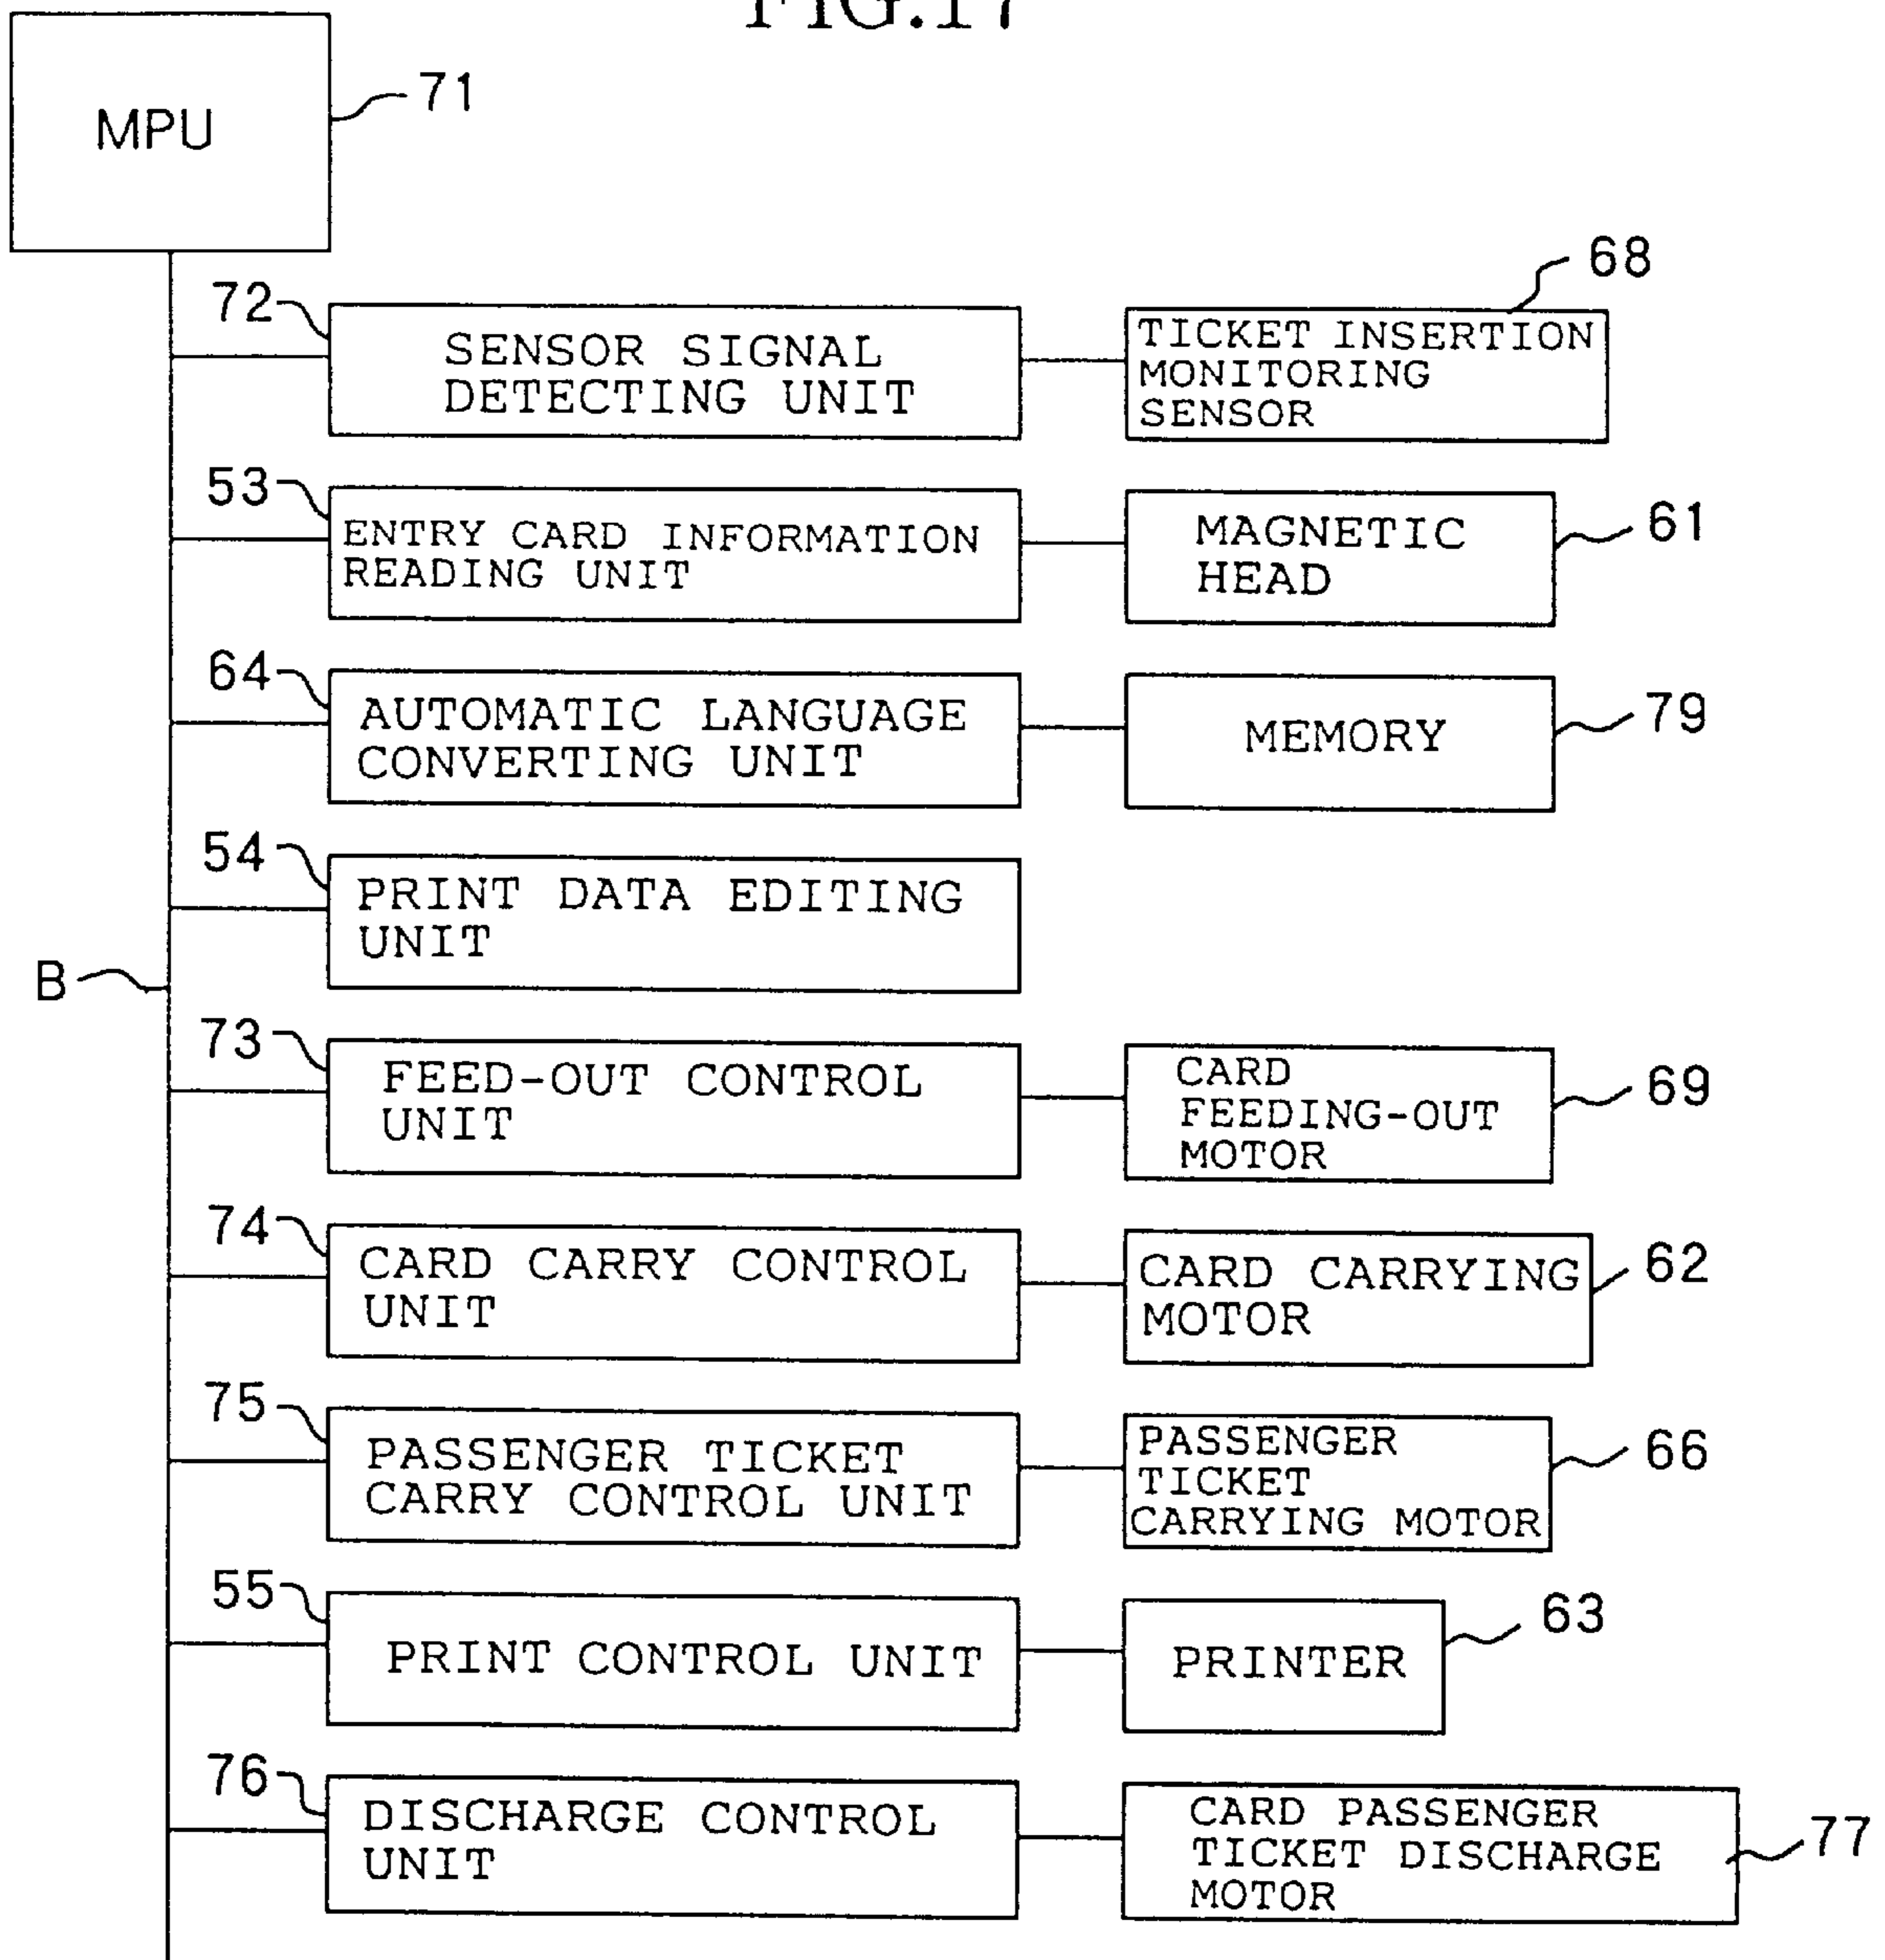 FIG.17
MPU
71
72
SENSOR SIGNAL
DETECTING UNIT
68
TICKET INSERTION
MONITORING
SENSOR
53
ENTRY CARD INFORMATION
READING UNIT
MAGNETIC
HEAD
61
64
AUTOMATIC LANGUAGE
CONVERTING UNIT
MEMORY
79
54
PRINT DATA EDITING
UNIT
B
73
FEED-OUT CONTROL
UNIT
CARD
FEEDING-OUT
MOTOR
69
74
CARD CARRY CONTROL
UNIT
CARD CARRYING
MOTOR
62
75
PASSENGER TICKET
CARRY CONTROL UNIT
PASSENGER
TICKET
CARRYING MOTOR
66
55
PRINT CONTROL UNIT
PRINTER
63
76
DISCHARGE CONTROL
UNIT
CARD PASSENGER
TICKET DISCHARGE
MOTOR
77